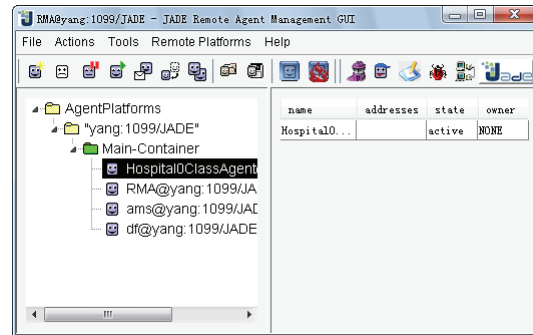 RMA@yang:1099/JADE - JADE Remote Agent Management GUI
File Actions Tools Remote Platforms Help
Jade
AgentPlatforms
"yang:1099/JADE"
Main-Container
Hospital0ClassAgent
RMA@yang:1099/JA
ams@yang:1099/JAD
df@yang:1099/JADE
name addresses state owner
Hospital0... active NONE